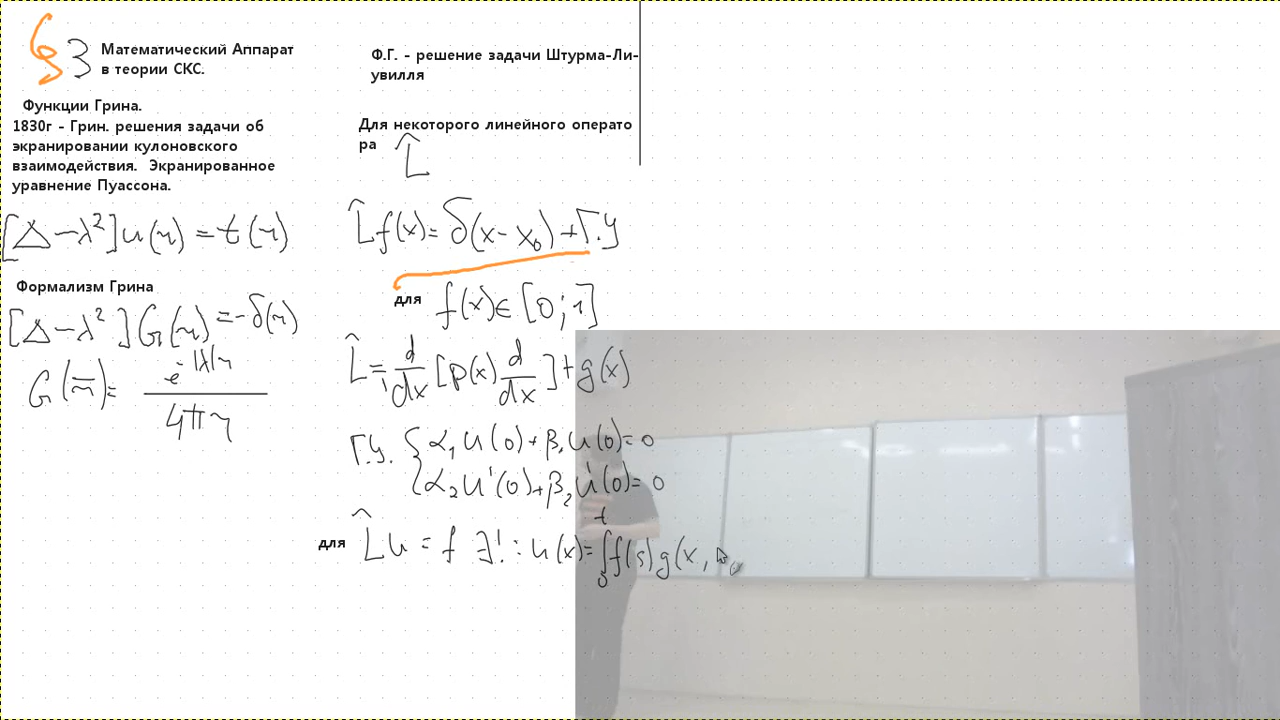 §3 Математический Аппарат
в теории СКС.
Функции Грина.
1830г - Грин. решения задачи об
экранировании кулоновского
взаимодействия. Экранированное
уравнение Пуассона.
[Δ-λ²]u(r) = t(r)
Формализм Грина
[Δ-λ²]G(r) = -δ(r)
G(r̄) = e^{-|λ|r} / 4πr
Ф.Г. - решение задачи Штурма-Ли-
увилля
Для некоторого линейного операто
ра L̂
L̂f(x) = δ(x-x₀) + Г.У
для f(x)∈[0;1]
L̂ = d/dx [p(x) d/dx] + g(x)
Г.У. { α₁u(0) + β₁u'(0) = 0
α₂u'(0) + β₂u'(0) = 0
для L̂u = f ∃! : u(x) = ∫f(s)g(x,